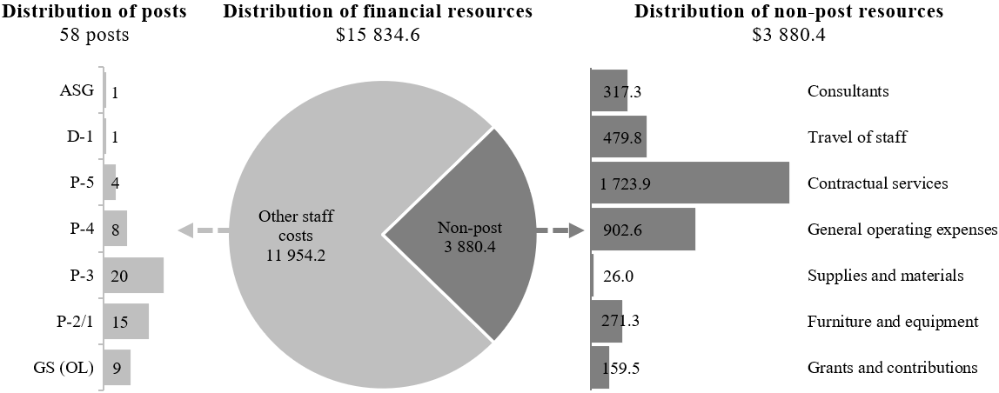 Distribution of posts
58 posts
ASG 1
D-1 1
P-5 4
P-4 8
P-3 20
P-2/1 15
GS (OL) 9
Distribution of financial resources
$15 834.6
Other staff
costs
11 954.2
Non-post
3 880.4
Distribution of non-post resources
$3 880.4
317.3 Consultants
479.8 Travel of staff
1 723.9 Contractual services
902.6 General operating expenses
26.0 Supplies and materials
271.3 Furniture and equipment
159.5 Grants and contributions